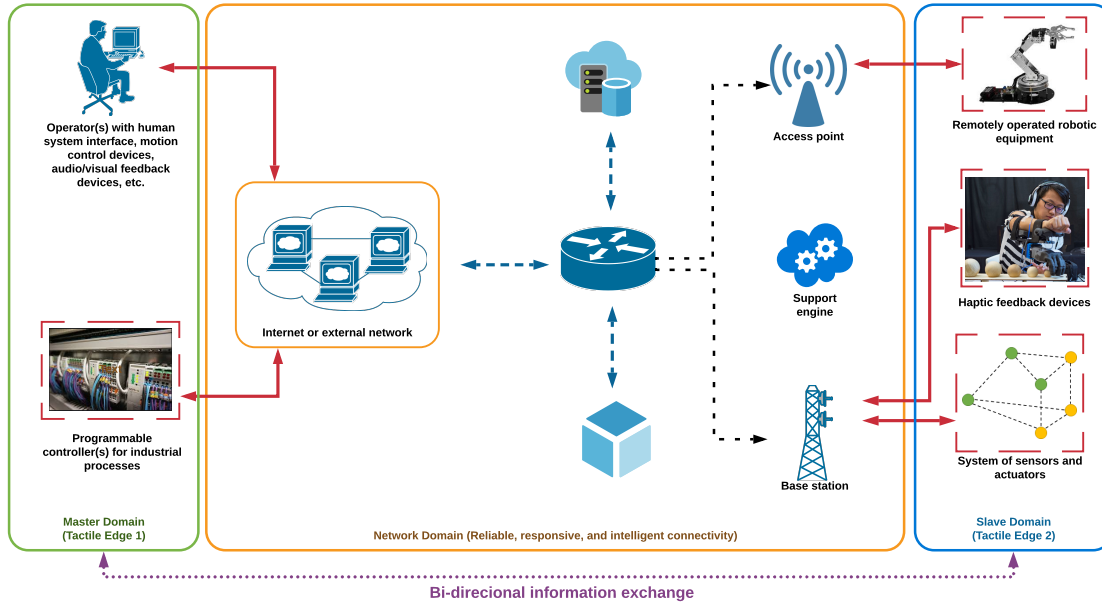 Operator(s) with human
system interface, motion
control devices,
audio/visual feedback
devices, etc.
Programmable
controller(s) for industrial
processes
Master Domain
(Tactile Edge 1)
Internet or external network
Access point
Support
engine
Base station
Network Domain (Reliable, responsive, and intelligent connectivity)
Remotely operated robotic
equipment
Haptic feedback devices
System of sensors and
actuators
Slave Domain
(Tactile Edge 2)
Bi-direcional information exchange